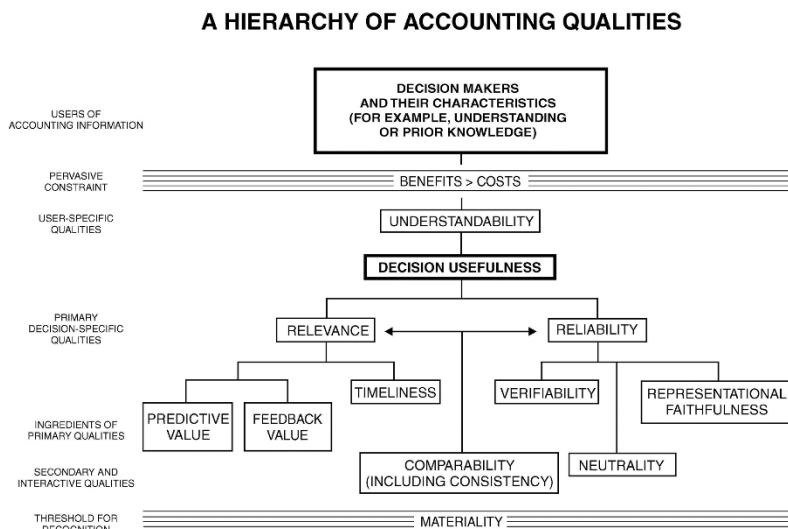 A HIERARCHY OF ACCOUNTING QUALITIES
USERS OF
ACCOUNTING INFORMATION
DECISION MAKERS
AND THEIR CHARACTERISTICS
(FOR EXAMPLE, UNDERSTANDING
OR PRIOR KNOWLEDGE)
PERVASIVE
CONSTRAINT
BENEFITS > COSTS
USER-SPECIFIC
QUALITIES
UNDERSTANDABILITY
DECISION USEFULNESS
PRIMARY
DECISION-SPECIFIC
QUALITIES
RELEVANCE
RELIABILITY
INGREDIENTS OF
PRIMARY QUALITIES
PREDICTIVE
VALUE
FEEDBACK
VALUE
TIMELINESS
VERIFIABILITY
REPRESENTATIONAL
FAITHFULNESS
SECONDARY AND
INTERACTIVE QUALITIES
COMPARABILITY
(INCLUDING CONSISTENCY)
NEUTRALITY
THRESHOLD FOR
RECOGNITION
MATERIALITY